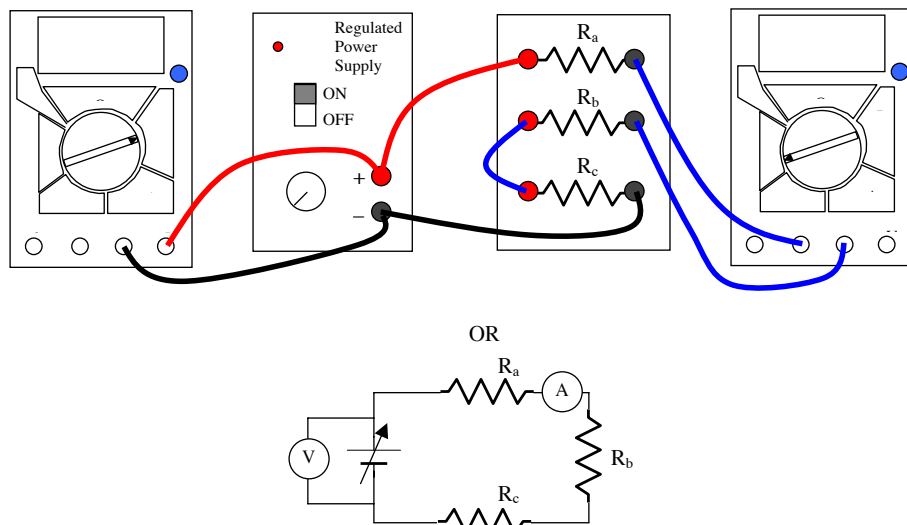 Regulated
Power
Supply
ON
OFF
+
–
Ra
Rb
Rc
OR
Ra
A
V
Rb
Rc